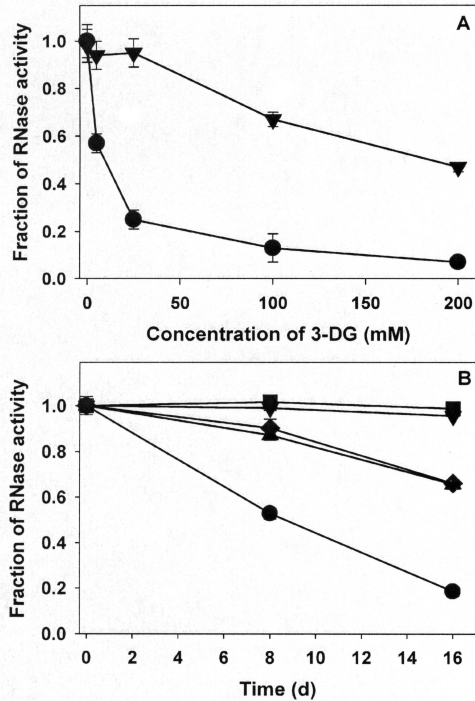 A
Fraction of RNase activity
1.0
0.8
0.6
0.4
0.2
0.0
0 50 100 150 200
Concentration of 3-DG (mM)
B
Fraction of RNase activity
1.0
0.8
0.6
0.4
0.2
0.0
0 2 4 6 8 10 12 14 16
Time (d)